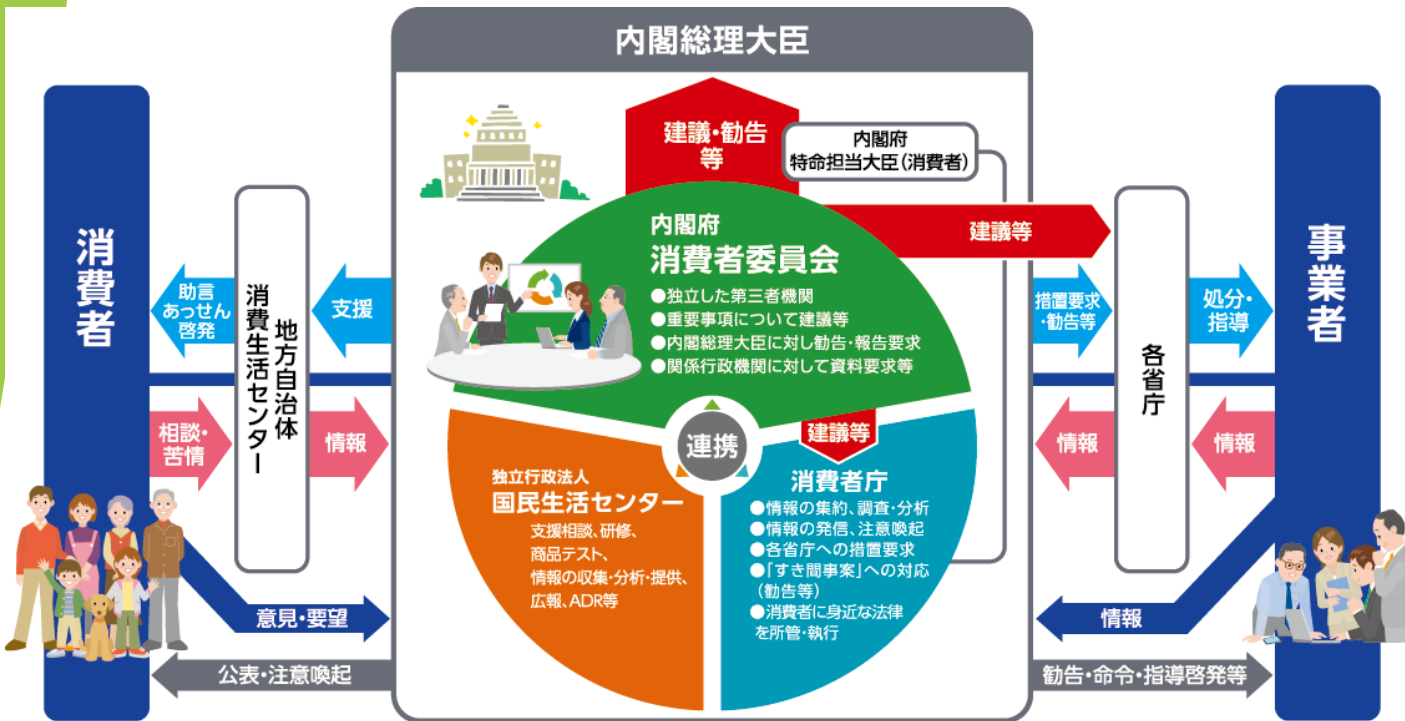 内閣総理大臣
建議・勧告
等
内閣府
特命担当大臣(消費者)
建議等
内閣府
消費者委員会
●独立した第三者機関
●重要事項について建議等
●内閣総理大臣に対し勧告・報告要求
●関係行政機関に対して資料要求等
連携
建議等
独立行政法人
国民生活センター
支援相談、研修、
商品テスト、
情報の収集・分析・提供、
広報、ADR等
消費者庁
●情報の集約、調査・分析
●情報の発信、注意喚起
●各省庁への措置要求
●「すき間事案」への対応
(勧告等)
●消費者に身近な法律
を所管・執行
消費者
助言
あっせん
啓発
地方自治体
消費生活センター
支援
相談・
苦情
情報
意見・要望
公表・注意喚起
措置要求
・勧告等
各省庁
処分・
指導
事業者
情報
情報
情報
勧告・命令・指導啓発等